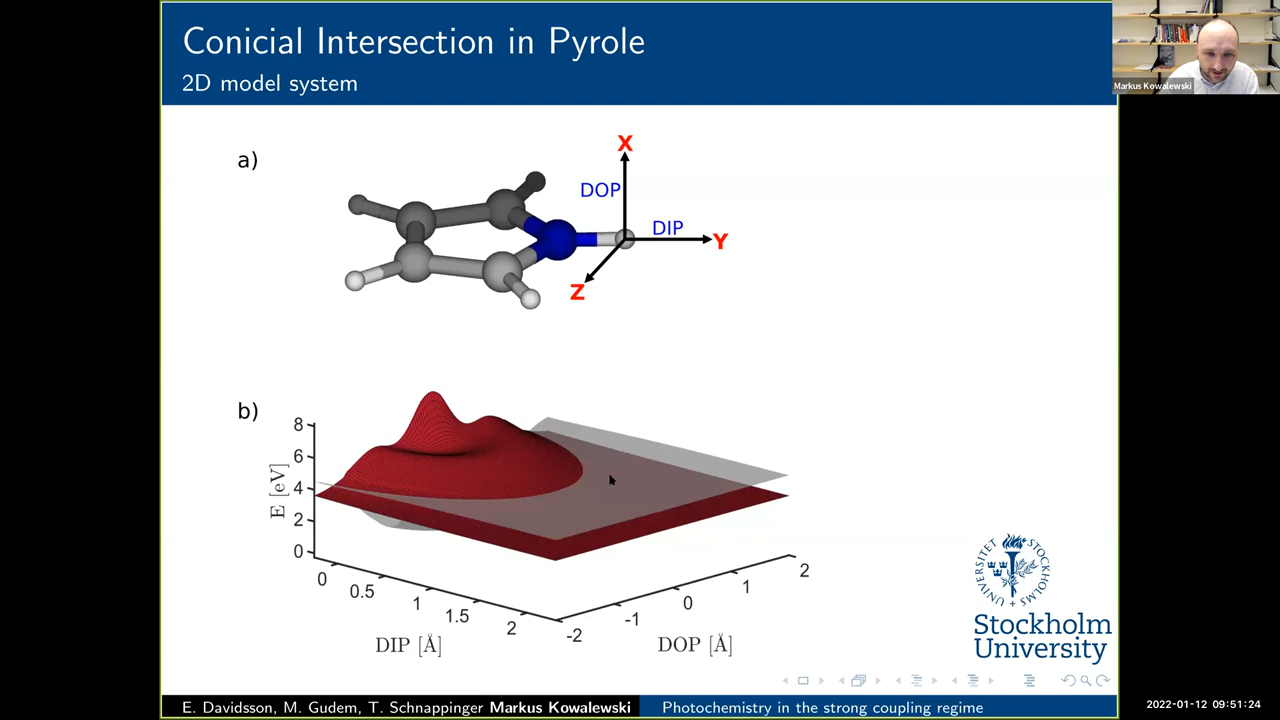 Conicial Intersection in Pyrole
2D model system
Markus Kowalewski
a)
X
DOP
DIP
Y
Z
b)
8
6
4
2
0
E [eV]
0
0.5
1
1.5
2
DIP [Å]
-2
-1
0
1
2
DOP [Å]
STOCKHOLMS UNIVERSITET
Stockholm
University
E. Davidsson, M. Gudem, T. Schnappinger Markus Kowalewski
Photochemistry in the strong coupling regime
2022-01-12 09:51:24